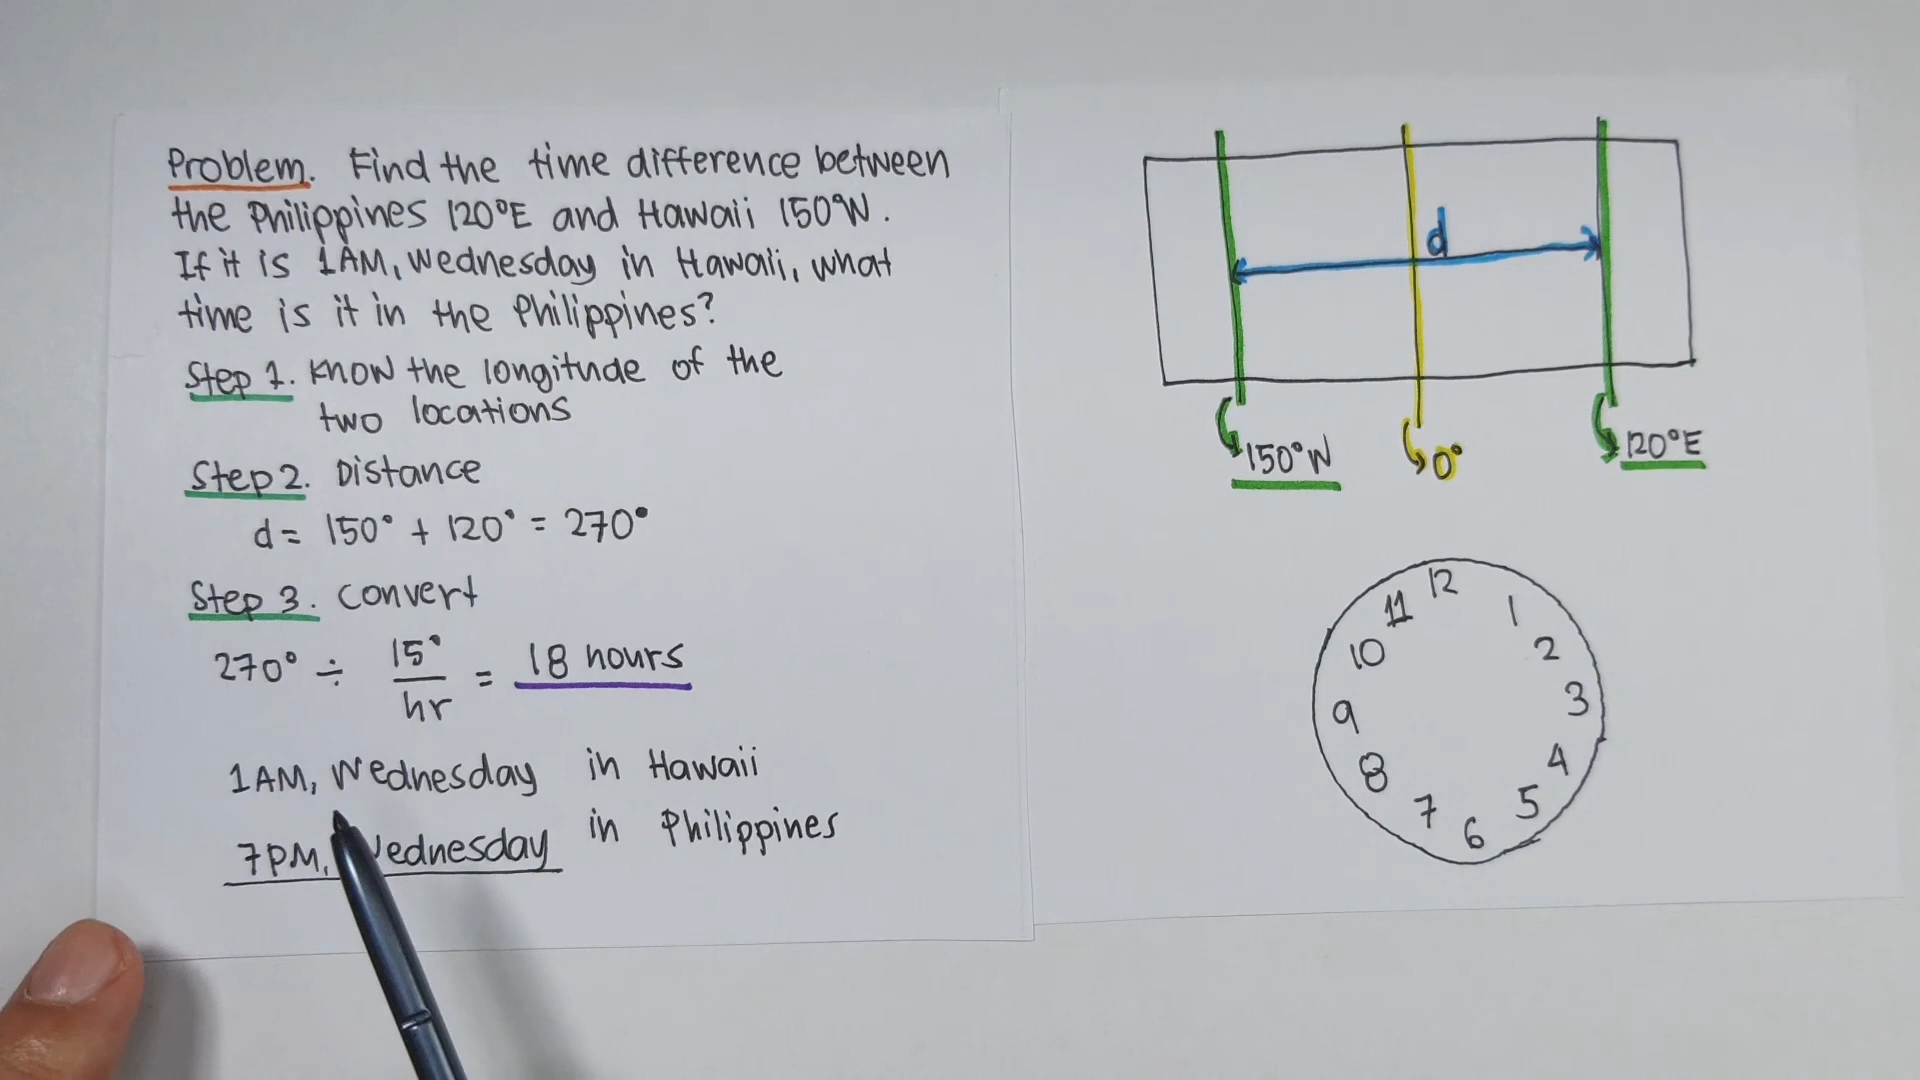 Problem. Find the time difference between
the Philippines 120°E and Hawaii 150°W.
If it is 1AM, Wednesday in Hawaii, what
time is it in the Philippines?
Step 1. Know the longitude of the
two locations
Step 2. Distance
d = 150° + 120° = 270°
Step 3. Convert
270° ÷ 15°/hr = 18 hours
1AM, Wednesday in Hawaii
7PM, Wednesday in Philippines
d
150°W
0°
120°E
12
11
1
10
2
9
3
8
4
7
5
6